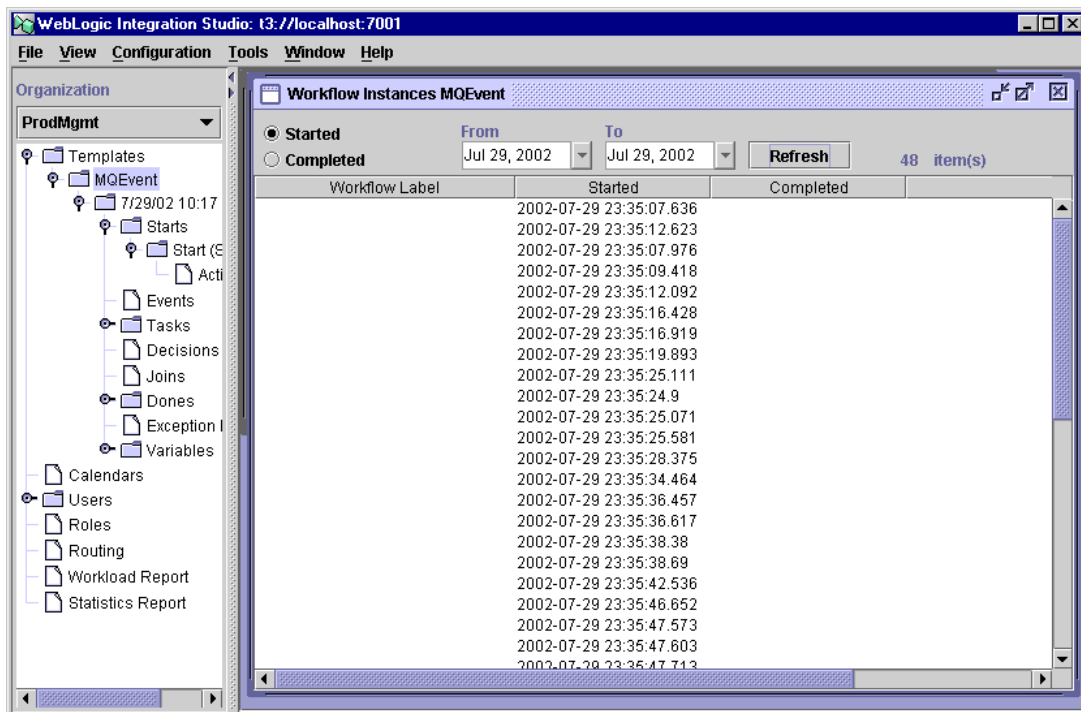 WebLogic Integration Studio: t3://localhost:7001
File View Configuration Tools Window Help
Organization
ProdMgmt
Templates
MQEvent
7/29/02 10:17
Starts
Start (S
Acti
Events
Tasks
Decisions
Joins
Dones
Exception
Variables
Calendars
Users
Roles
Routing
Workload Report
Statistics Report
Workflow Instances MQEvent
Started
Completed
From
To
Jul 29, 2002
Jul 29, 2002
Refresh
48 item(s)
Workflow Label Started Completed
2002-07-29 23:35:07.636
2002-07-29 23:35:12.623
2002-07-29 23:35:07.976
2002-07-29 23:35:09.418
2002-07-29 23:35:12.092
2002-07-29 23:35:16.428
2002-07-29 23:35:16.919
2002-07-29 23:35:19.893
2002-07-29 23:35:25.111
2002-07-29 23:35:24.9
2002-07-29 23:35:25.071
2002-07-29 23:35:25.581
2002-07-29 23:35:28.375
2002-07-29 23:35:34.464
2002-07-29 23:35:36.457
2002-07-29 23:35:36.617
2002-07-29 23:35:38.38
2002-07-29 23:35:38.69
2002-07-29 23:35:42.536
2002-07-29 23:35:46.652
2002-07-29 23:35:47.573
2002-07-29 23:35:47.603
2002-07-29 23:35:47.713